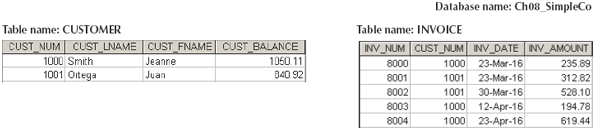 Database name: Ch08_SimpleCo
Table name: CUSTOMER
CUST_NUM CUST_LNAME CUST_FNAME CUST_BALANCE
1000 Smith Jeanne 1050.11
1001 Ortega Juan 840.92
Table name: INVOICE
INV_NUM CUST_NUM INV_DATE INV_AMOUNT
8000 1000 23-Mar-16 235.89
8001 1001 23-Mar-16 312.82
8002 1001 30-Mar-16 528.10
8003 1000 12-Apr-16 194.78
8004 1000 23-Apr-16 619.44